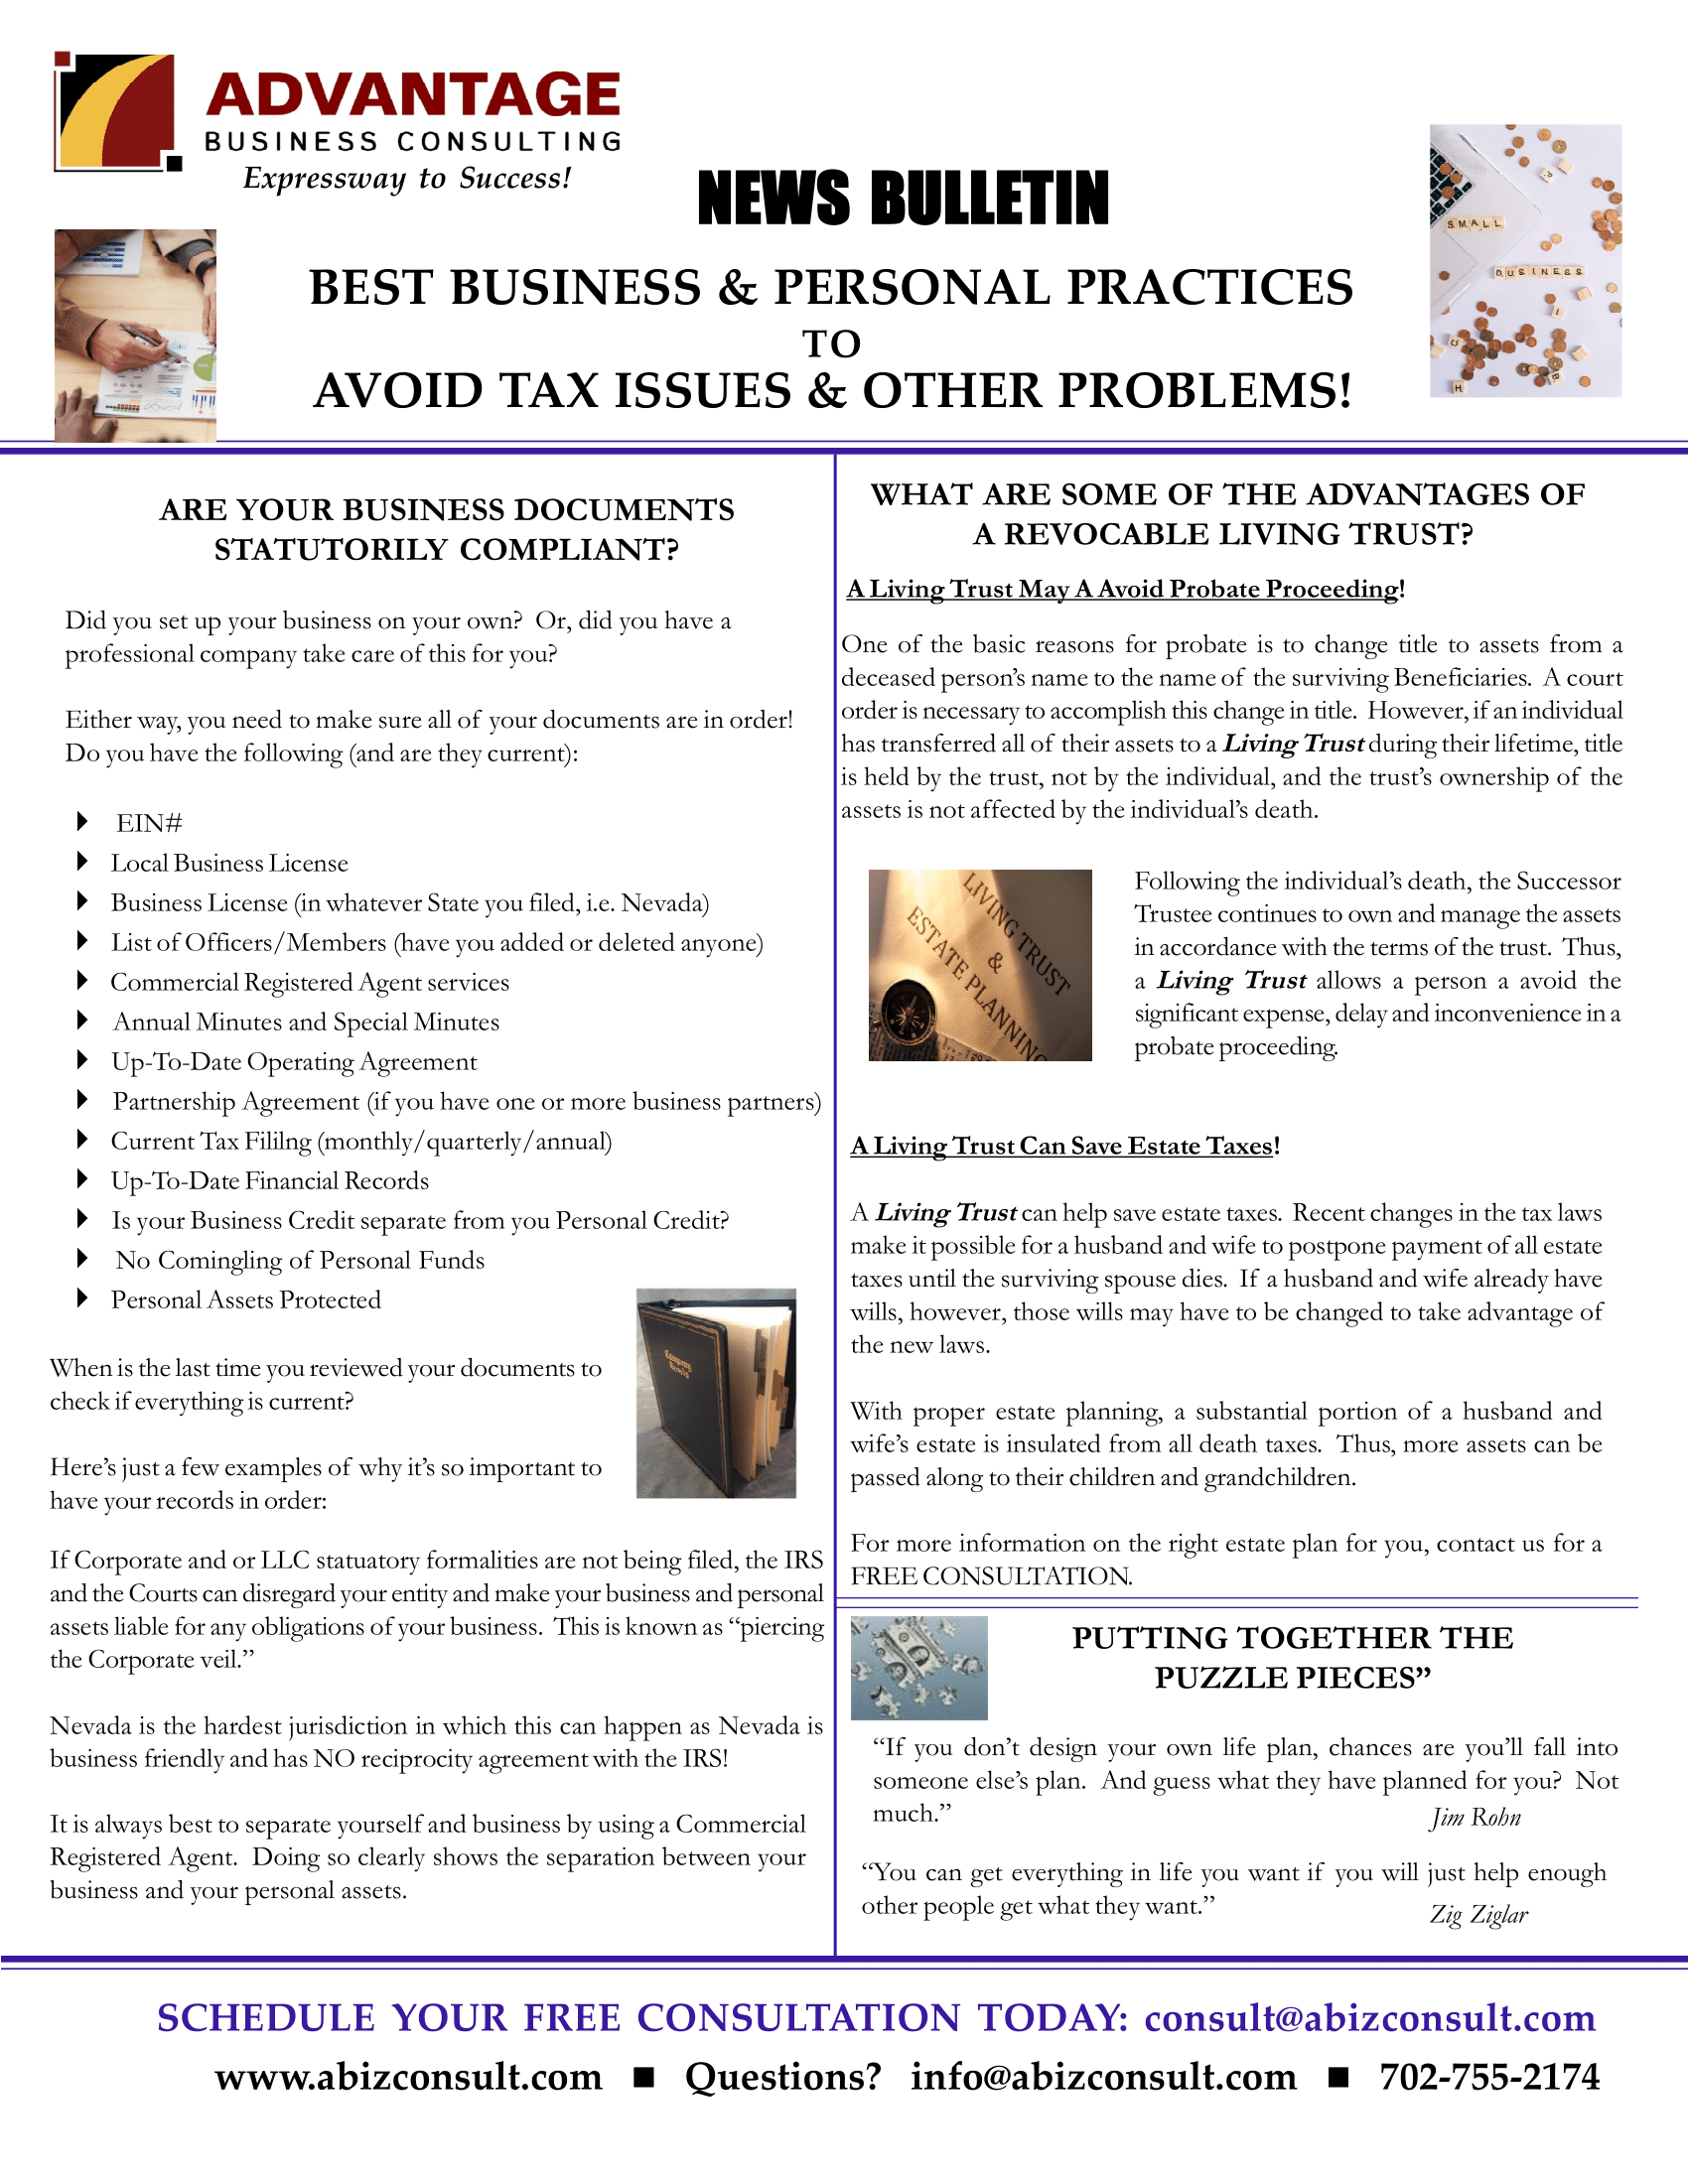 ADVANTAGE
BUSINESS CONSULTING
Expressway to Success!
NEWS BULLETIN
BEST BUSINESS & PERSONAL PRACTICES
TO
AVOID TAX ISSUES & OTHER PROBLEMS!
SMALL
BUSINESS
ARE YOUR BUSINESS DOCUMENTS
STATUTORILY COMPLIANT?
Did you set up your business on your own? Or, did you have a
professional company take care of this for you?
Either way, you need to make sure all of your documents are in order!
Do you have the following (and are they current):
EIN#
Local Business License
Business License (in whatever State you filed, i.e. Nevada)
List of Officers/Members (have you added or deleted anyone)
Commercial Registered Agent services
Annual Minutes and Special Minutes
Up-To-Date Operating Agreement
Partnership Agreement (if you have one or more business partners)
Current Tax Fililng (monthly/quarterly/annual)
Up-To-Date Financial Records
Is your Business Credit separate from you Personal Credit?
No Comingling of Personal Funds
Personal Assets Protected
When is the last time you reviewed your documents to
check if everything is current?
Here's just a few examples of why it's so important to
have your records in order:
If Corporate and or LLC statuatory formalities are not being filed, the IRS
and the Courts can disregard your entity and make your business and personal
assets liable for any obligations of your business. This is known as “piercing
the Corporate veil.”
Nevada is the hardest jurisdiction in which this can happen as Nevada is
business friendly and has NO reciprocity agreement with the IRS!
It is always best to separate yourself and business by using a Commercial
Registered Agent. Doing so clearly shows the separation between your
business and your personal assets.
WHAT ARE SOME OF THE ADVANTAGES OF
A REVOCABLE LIVING TRUST?
A Living Trust May A Avoid Probate Proceeding!
One of the basic reasons for probate is to change title to assets from a
deceased person's name to the name of the surviving Beneficiaries. A court
order is necessary to accomplish this change in title. However, if an individual
has transferred all of their assets to a Living Trust during their lifetime, title
is held by the trust, not by the individual, and the trust's ownership of the
assets is not affected by the individual's death.
LIVING TRUST
&
ESTATE PLANNING
Following the individual's death, the Successor
Trustee continues to own and manage the assets
in accordance with the terms of the trust. Thus,
a Living Trust allows a person a avoid the
significant expense, delay and inconvenience in a
probate proceeding.
A Living Trust Can Save Estate Taxes!
A Living Trust can help save estate taxes. Recent changes in the tax laws
make it possible for a husband and wife to postpone payment of all estate
taxes until the surviving spouse dies. If a husband and wife already have
wills, however, those wills may have to be changed to take advantage of
the new laws.
With proper estate planning, a substantial portion of a husband and
wife's estate is insulated from all death taxes. Thus, more assets can be
passed along to their children and grandchildren.
For more information on the right estate plan for you, contact us for a
FREE CONSULTATION.
PUTTING TOGETHER THE
PUZZLE PIECES”
“If you don't design your own life plan, chances are you'll fall into
someone else's plan. And guess what they have planned for you? Not
much.”
Jim Rohn
“You can get everything in life you want if you will just help enough
other people get what they want.”
Zig Ziglar
SCHEDULE YOUR FREE CONSULTATION TODAY: consult@abizconsult.com
www.abizconsult.com ■ Questions? info@abizconsult.com ■ 702-755-2174